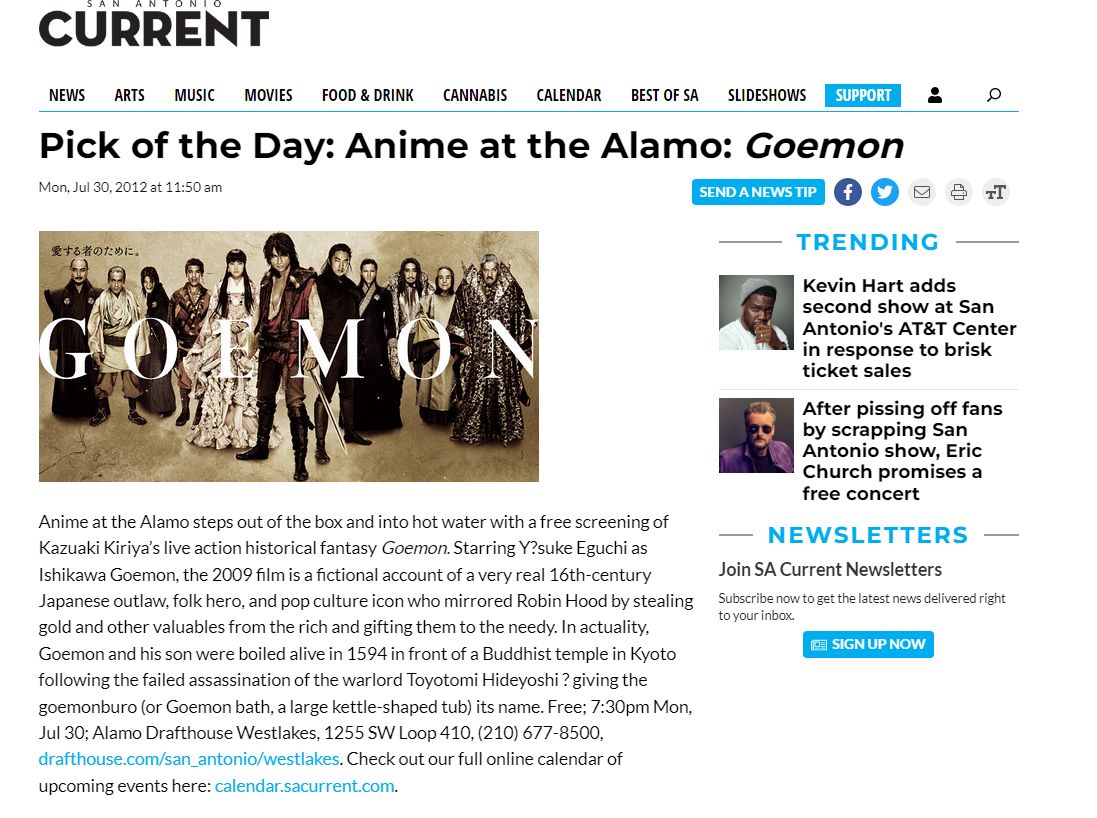 SAN ANTONIO
CURRENT
NEWS ARTS MUSIC MOVIES FOOD & DRINK CANNABIS CALENDAR BEST OF SA SLIDESHOWS SUPPORT
Pick of the Day: Anime at the Alamo: Goemon
Mon, Jul 30, 2012 at 11:50 am
SEND A NEWS TIP
愛する者のために。
GOEMON
Anime at the Alamo steps out of the box and into hot water with a free screening of
Kazuaki Kiriya’s live action historical fantasy Goemon. Starring Y?suke Eguchi as
Ishikawa Goemon, the 2009 film is a fictional account of a very real 16th-century
Japanese outlaw, folk hero, and pop culture icon who mirrored Robin Hood by stealing
gold and other valuables from the rich and gifting them to the needy. In actuality,
Goemon and his son were boiled alive in 1594 in front of a Buddhist temple in Kyoto
following the failed assassination of the warlord Toyotomi Hideyoshi ? giving the
goemonburo (or Goemon bath, a large kettle-shaped tub) its name. Free; 7:30pm Mon,
Jul 30; Alamo Drafthouse Westlakes, 1255 SW Loop 410, (210) 677-8500,
drafthouse.com/san_antonio/westlakes. Check out our full online calendar of
upcoming events here: calendar.sacurrent.com.
TRENDING
Kevin Hart adds
second show at San
Antonio's AT&T Center
in response to brisk
ticket sales
After pissing off fans
by scrapping San
Antonio show, Eric
Church promises a
free concert
NEWSLETTERS
Join SA Current Newsletters
Subscribe now to get the latest news delivered right
to your inbox.
SIGN UP NOW